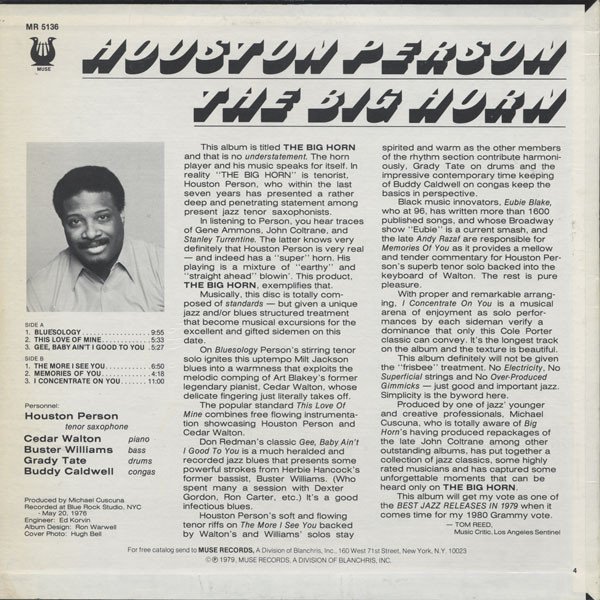 MR 5136
MUSE
HOUSTON PERSON
THE BIG HORN
SIDE A
1. BLUESOLOGY . . . . . . . . . . . . 9:55
2. THIS LOVE OF MINE . . . . . . . . 5:33
3. GEE, BABY AIN'T I GOOD TO YOU . 5:27
SIDE B
1. THE MORE I SEE YOU . . . . . . . . 6:50
2. MEMORIES OF YOU . . . . . . . . . 4:18
3. I CONCENTRATE ON YOU . . . . . 11:00
Personnel:
Houston Person
tenor saxophone
Cedar Walton piano
Buster Williams bass
Grady Tate drums
Buddy Caldwell congas
Produced by Michael Cuscuna
Recorded at Blue Rock Studio, NYC
- May 20, 1976
Engineer: Ed Korvin
Album Design: Ron Warwell
Cover Photo: Hugh Bell
This album is titled THE BIG HORN
and that is no understatement. The horn
player and his music speaks for itself. In
reality "THE BIG HORN" is tenorist,
Houston Person, who within the last
seven years has presented a rather
deep and penetrating statement among
present jazz tenor saxophonists.
In listening to Person, you hear traces
of Gene Ammons, John Coltrane, and
Stanley Turrentine. The latter knows very
definitely that Houston Person is very real
— and indeed has a "super" horn. His
playing is a mixture of "earthy" and
"straight ahead" blowin'. This product,
THE BIG HORN, exemplifies that.
Musically, this disc is totally com-
posed of standards — but given a unique
jazz and/or blues structured treatment
that become musical excursions for the
excellent and gifted sidemen on this
date.
On Bluesology Person's stirring tenor
solo ignites this uptempo Milt Jackson
blues into a warmness that exploits the
melodic comping of Art Blakey's former
legendary pianist, Cedar Walton, whose
delicate fingering just literally takes off.
The popular standard This Love Of
Mine combines free flowing instrumenta-
tion showcasing Houston Person and
Cedar Walton.
Don Redman's classic Gee, Baby Ain't
I Good To You is a much heralded and
recorded jazz blues that presents some
powerful strokes from Herbie Hancock's
former bassist, Buster Williams. (Who
spent many a session with Dexter
Gordon, Ron Carter, etc.) It's a good
infectious blues.
Houston Person's soft and flowing
tenor riffs on The More I See You backed
by Walton's and Williams' solos stay
spirited and warm as the other members
of the rhythm section contribute harmoni-
ously. Grady Tate on drums and the
impressive contemporary time keeping
of Buddy Caldwell on congas keep the
basics in perspective.
Black music innovators, Eubie Blake,
who at 96, has written more than 1600
published songs, and whose Broadway
show "Eubie" is a current smash, and
the late Andy Razaf are responsible for
Memories Of You as it provides a mellow
and tender commentary for Houston Per-
son's superb tenor solo backed into the
keyboard of Walton. The rest is pure
pleasure.
With proper and remarkable arrang-
ing, I Concentrate On You is a musical
arena of enjoyment as solo perform-
ances by each sideman verify a
dominance that only this Cole Porter
classic can convey. It's the longest track
on the album and the texture is beautiful.
This album definitely will not be given
the "frisbee" treatment. No Electricity, No
Superficial strings and No Over-Produced
Gimmicks — just good and important jazz.
Simplicity is the byword here.
Produced by one of jazz' younger
and creative professionals, Michael
Cuscuna, who is totally aware of Big
Horn's having produced repackages of
the late John Coltrane among other
outstanding albums, has put together a
collection of jazz classics, some highly
rated musicians and has captured some
unforgettable moments that can be
heard only on THE BIG HORN.
This album will get my vote as one of
the BEST JAZZ RELEASES IN 1979 when it
comes time for my 1980 Grammy vote.
— TOM REED,
Music Critic, Los Angeles Sentinel
For free catalog send to MUSE RECORDS, A Division of Blanchris, Inc., 160 West 71st Street, New York, N.Y. 10023
©℗ 1979, MUSE RECORDS, A DIVISION OF BLANCHRIS, INC.
4